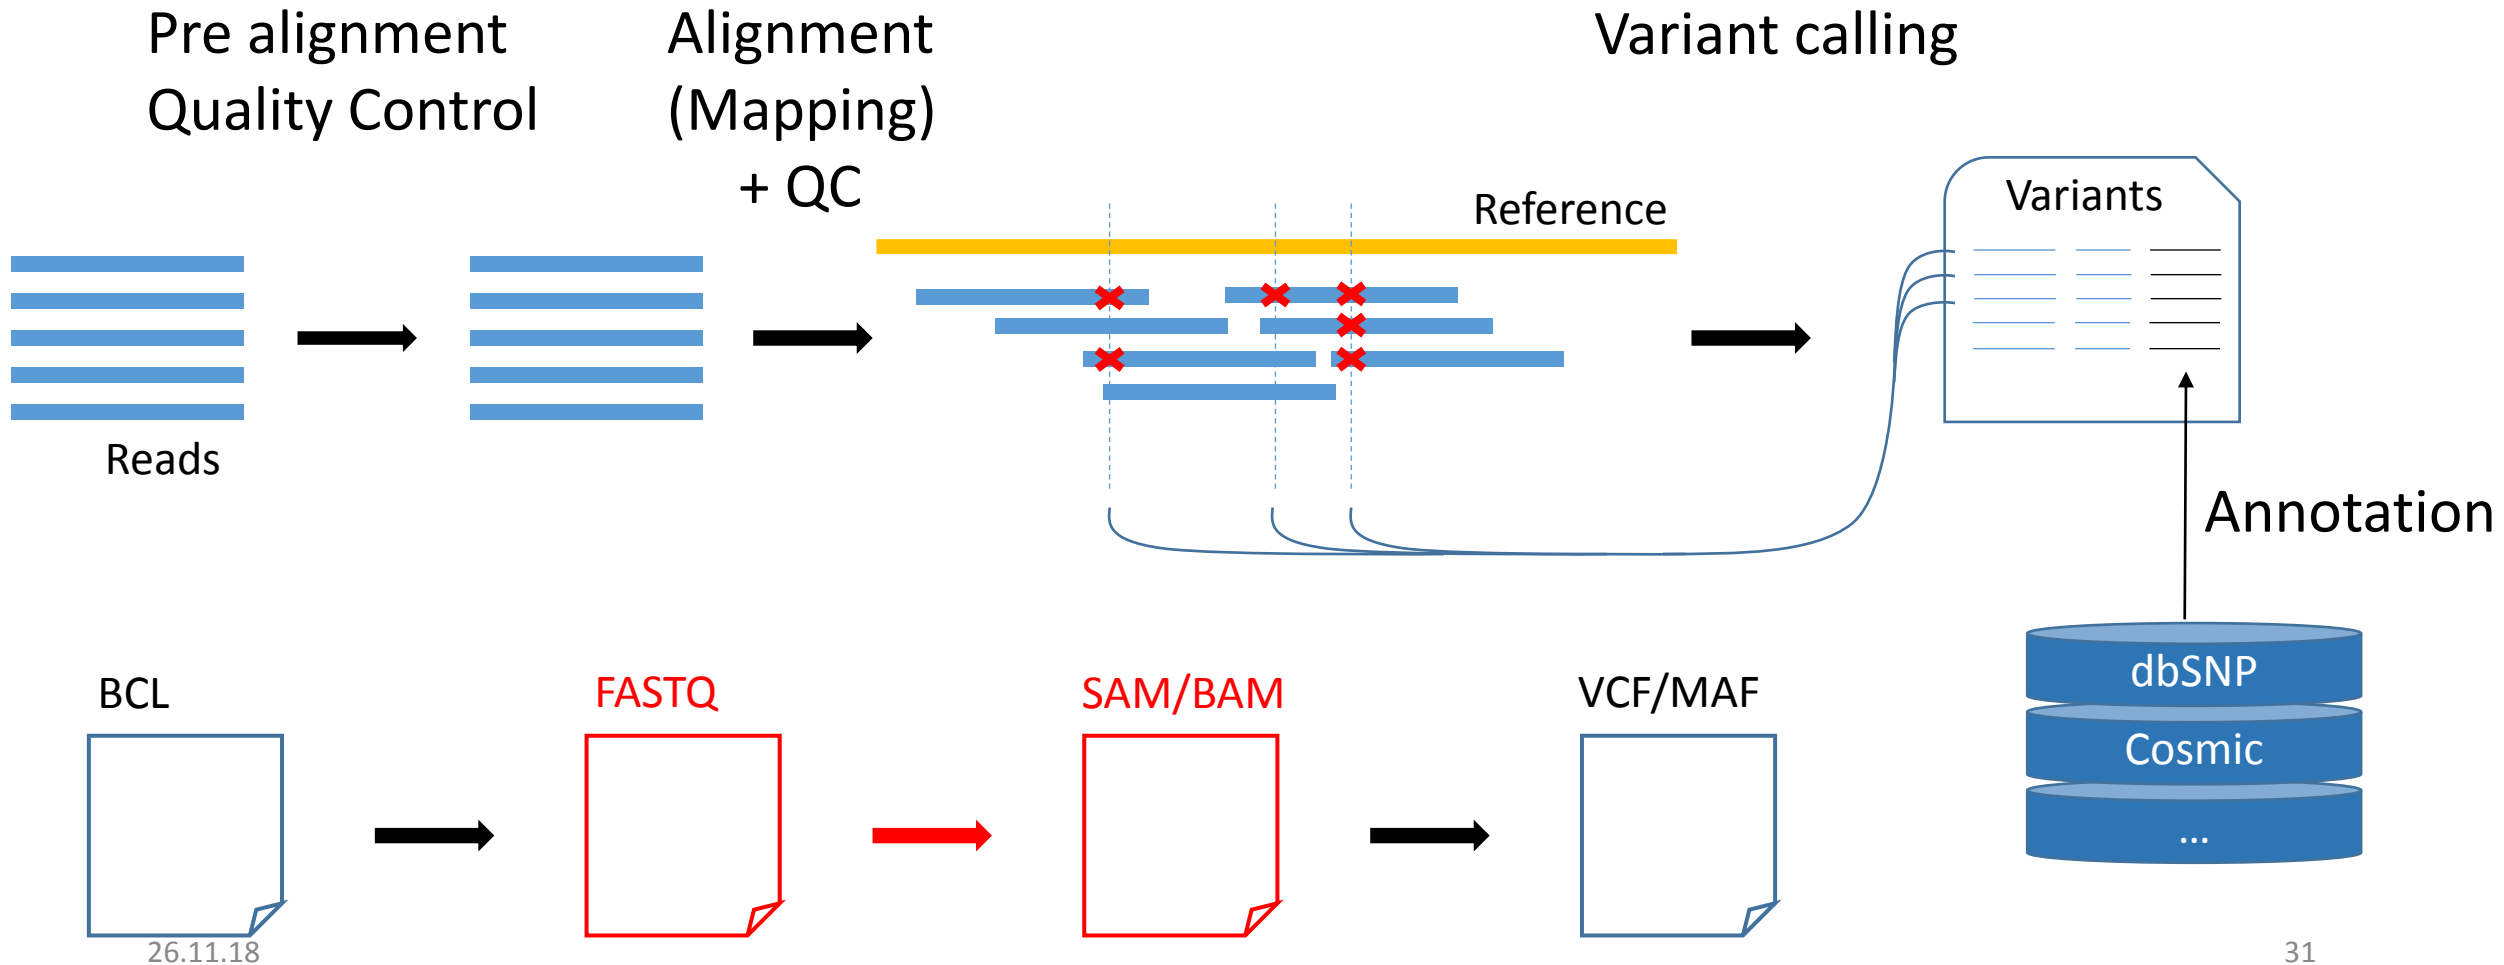 Pre alignment
Quality Control
Alignment
(Mapping)
+ QC
Variant calling
Reference
Variants
Reads
Annotation
BCL
FASTQ
SAM/BAM
VCF/MAF
dbSNP
Cosmic
...
26.11.18
31